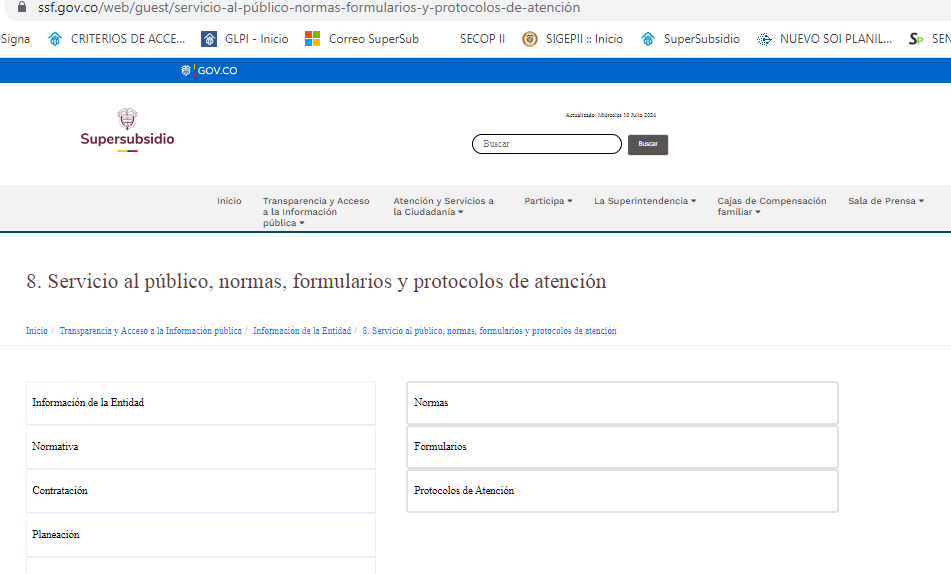 ssf.gov.co/web/guest/servicio-al-público-normas-formularios-y-protocolos-de-atención
Signa CRITERIOS DE ACCE... GLPI - Inicio Correo SuperSub SECOP II SIGEPII :: Inicio SuperSubsidio NUEVO SOI PLANIL... SEN
GOV.CO
Actualizado: Miércoles 10 Julio 2024
Supersubsidio
Buscar Buscar
Inicio Transparencia y Acceso a la Información pública Atención y Servicios a la Ciudadanía Participa La Superintendencia Cajas de Compensación familiar Sala de Prensa
8. Servicio al público, normas, formularios y protocolos de atención
Inicio / Transparencia y Acceso a la Información pública / Información de la Entidad / 8. Servicio al público, normas, formularios y protocolos de atención
Información de la Entidad Normas
Normativa Formularios
Contratación Protocolos de Atención
Planeación